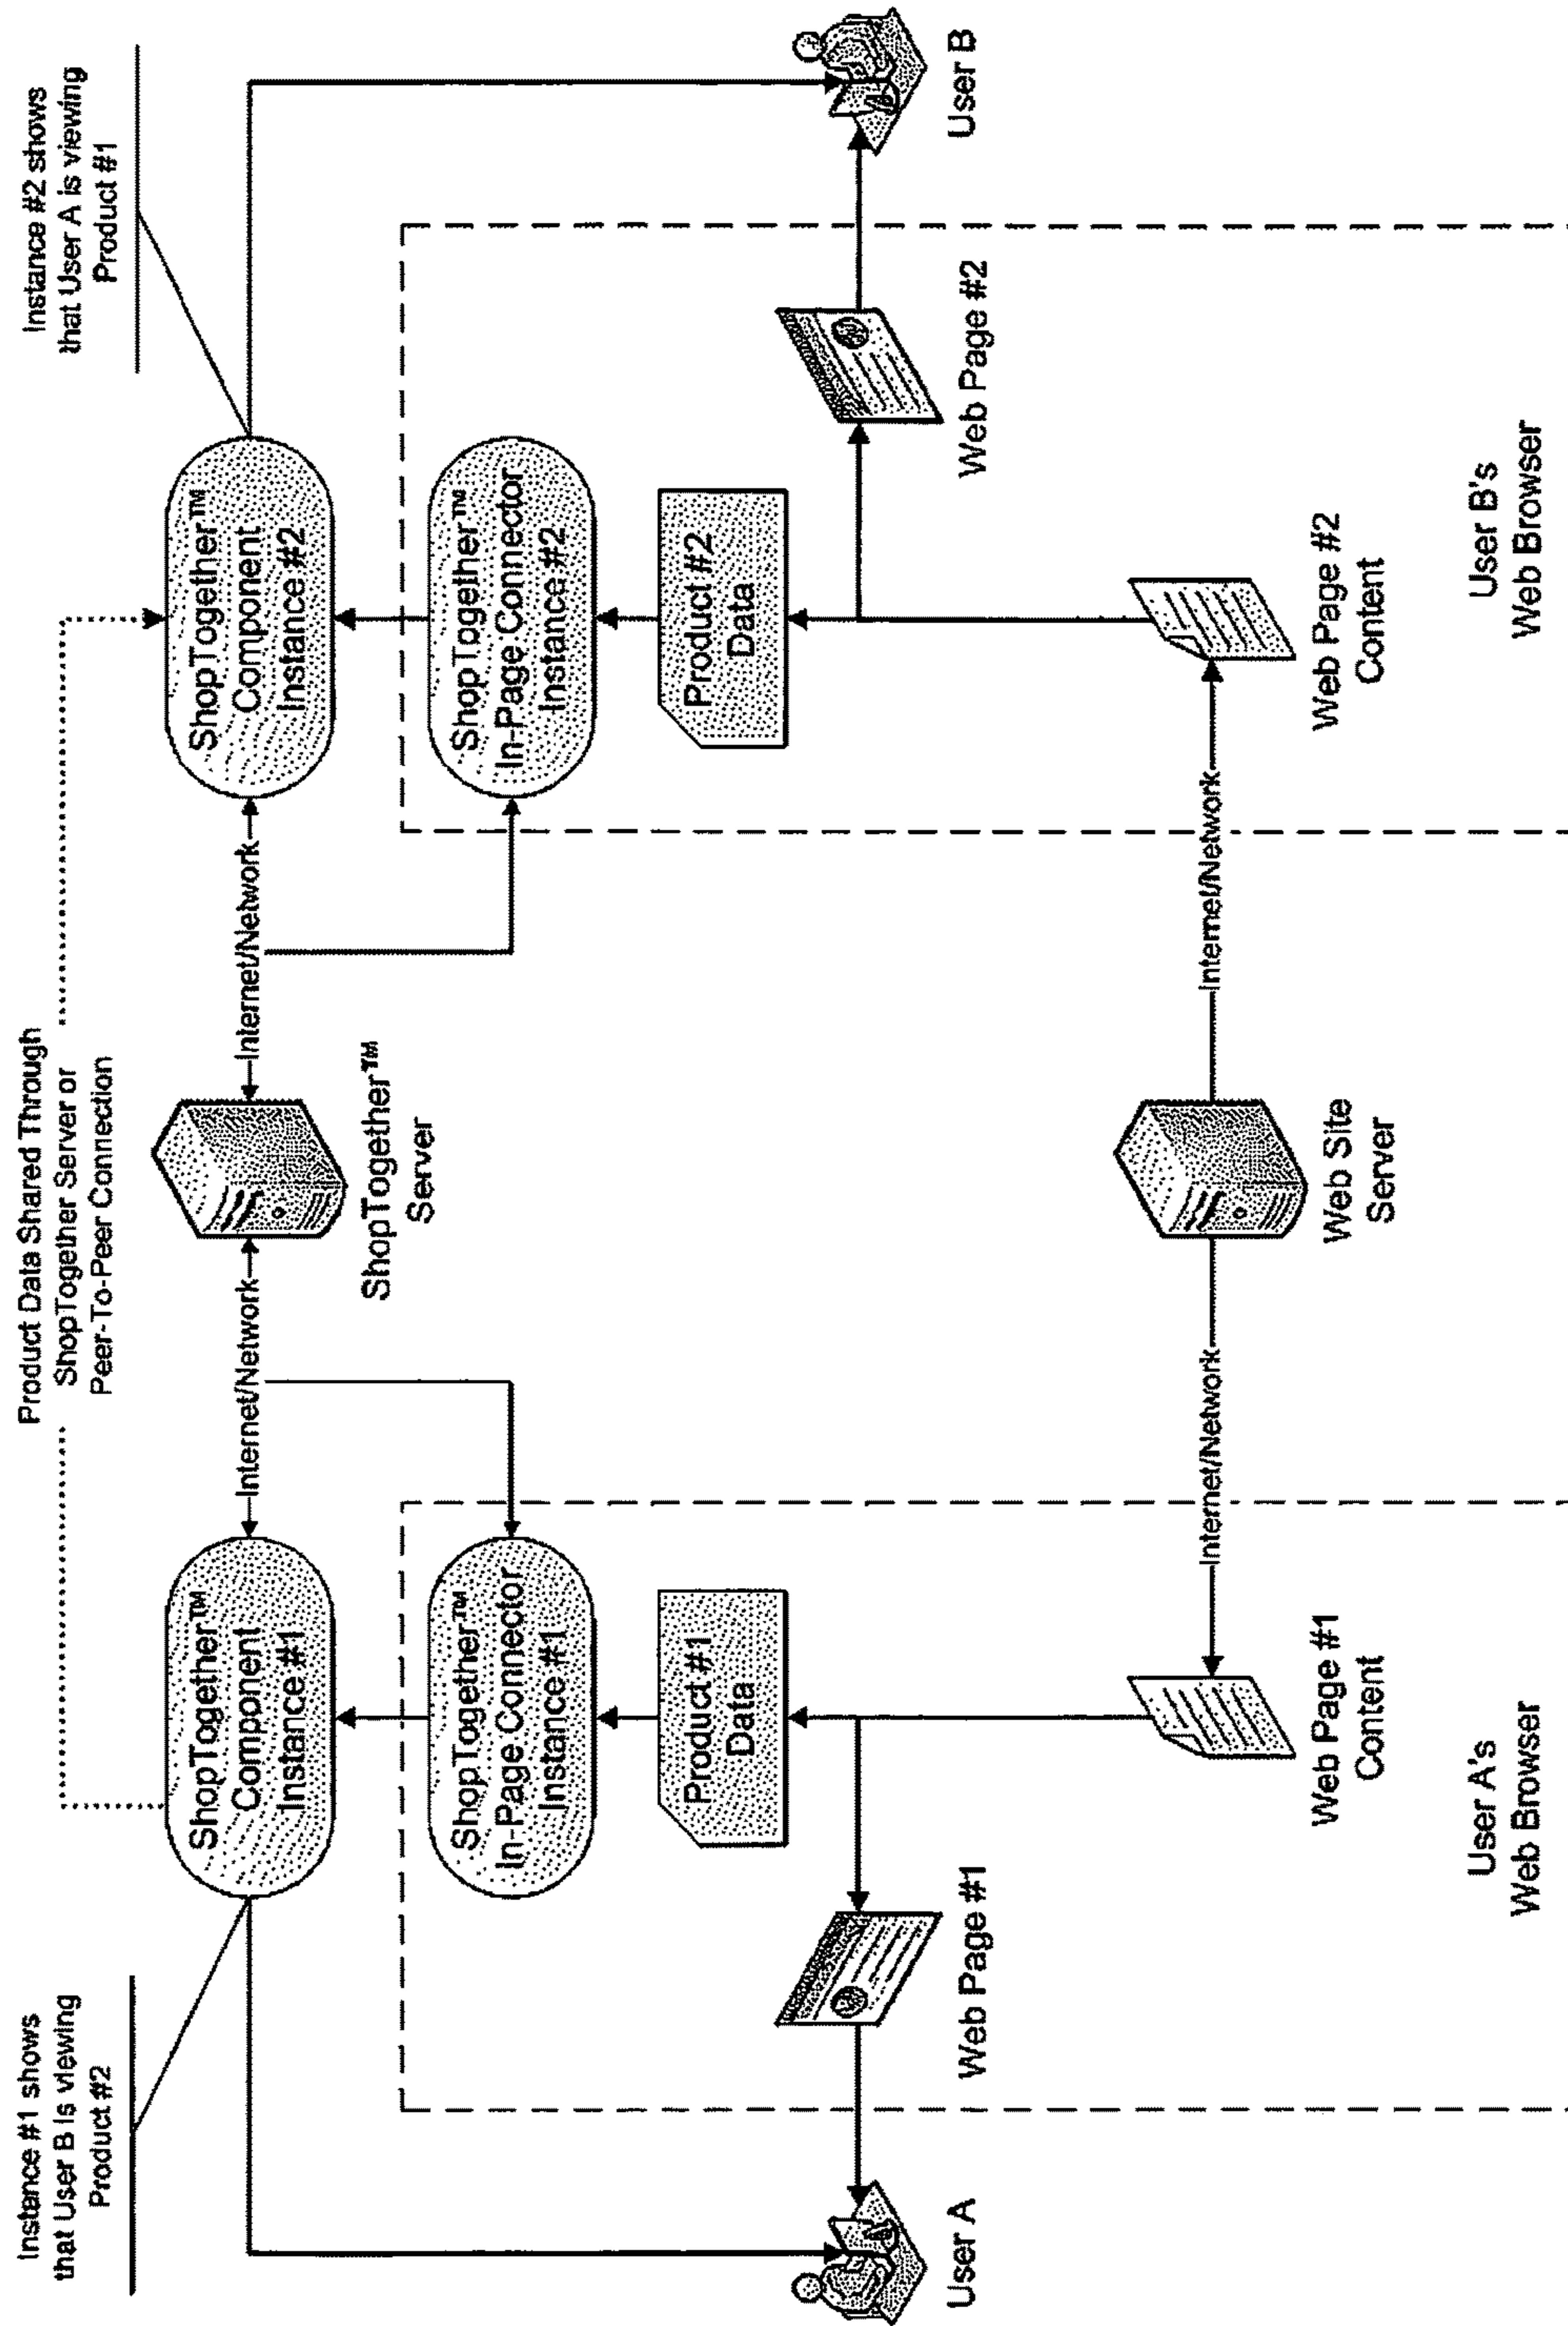 Instance #1 shows
that User B is viewing
Product #2
Product Data Shared Through
ShopTogether Server or
Peer-To-Peer Connection
Instance #2 shows
that User A is viewing
Product #1
ShopTogether™
Component
Instance #1
Internet/Network
ShopTogether™
Server
Internet/Network
ShopTogether™
Component
Instance #2
ShopTogether™
In-Page Connector
Instance #1
ShopTogether™
In-Page Connector
Instance #2
Product #1
Data
Product #2
Data
User A
Web Page #1
Web Page #2
User B
Internet/Network
Internet/Network
Web Page #1
Content
Web Site
Server
Web Page #2
Content
User A's
Web Browser
User B's
Web Browser